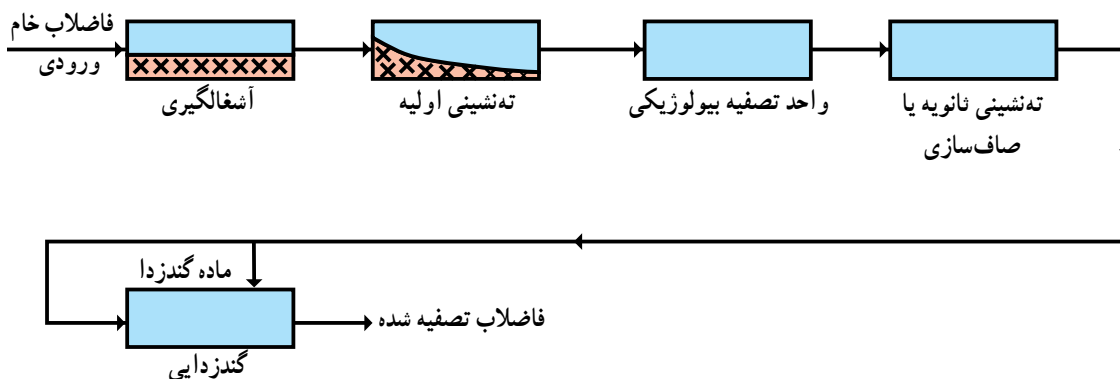 فاضلاب خام
ورودی
آشغالگیری
ته‌نشینی اولیه
واحد تصفیه بیولوژیکی
ته‌نشینی ثانویه یا
صاف‌سازی
ماده گندزدا
گندزدایی
فاضلاب تصفیه شده